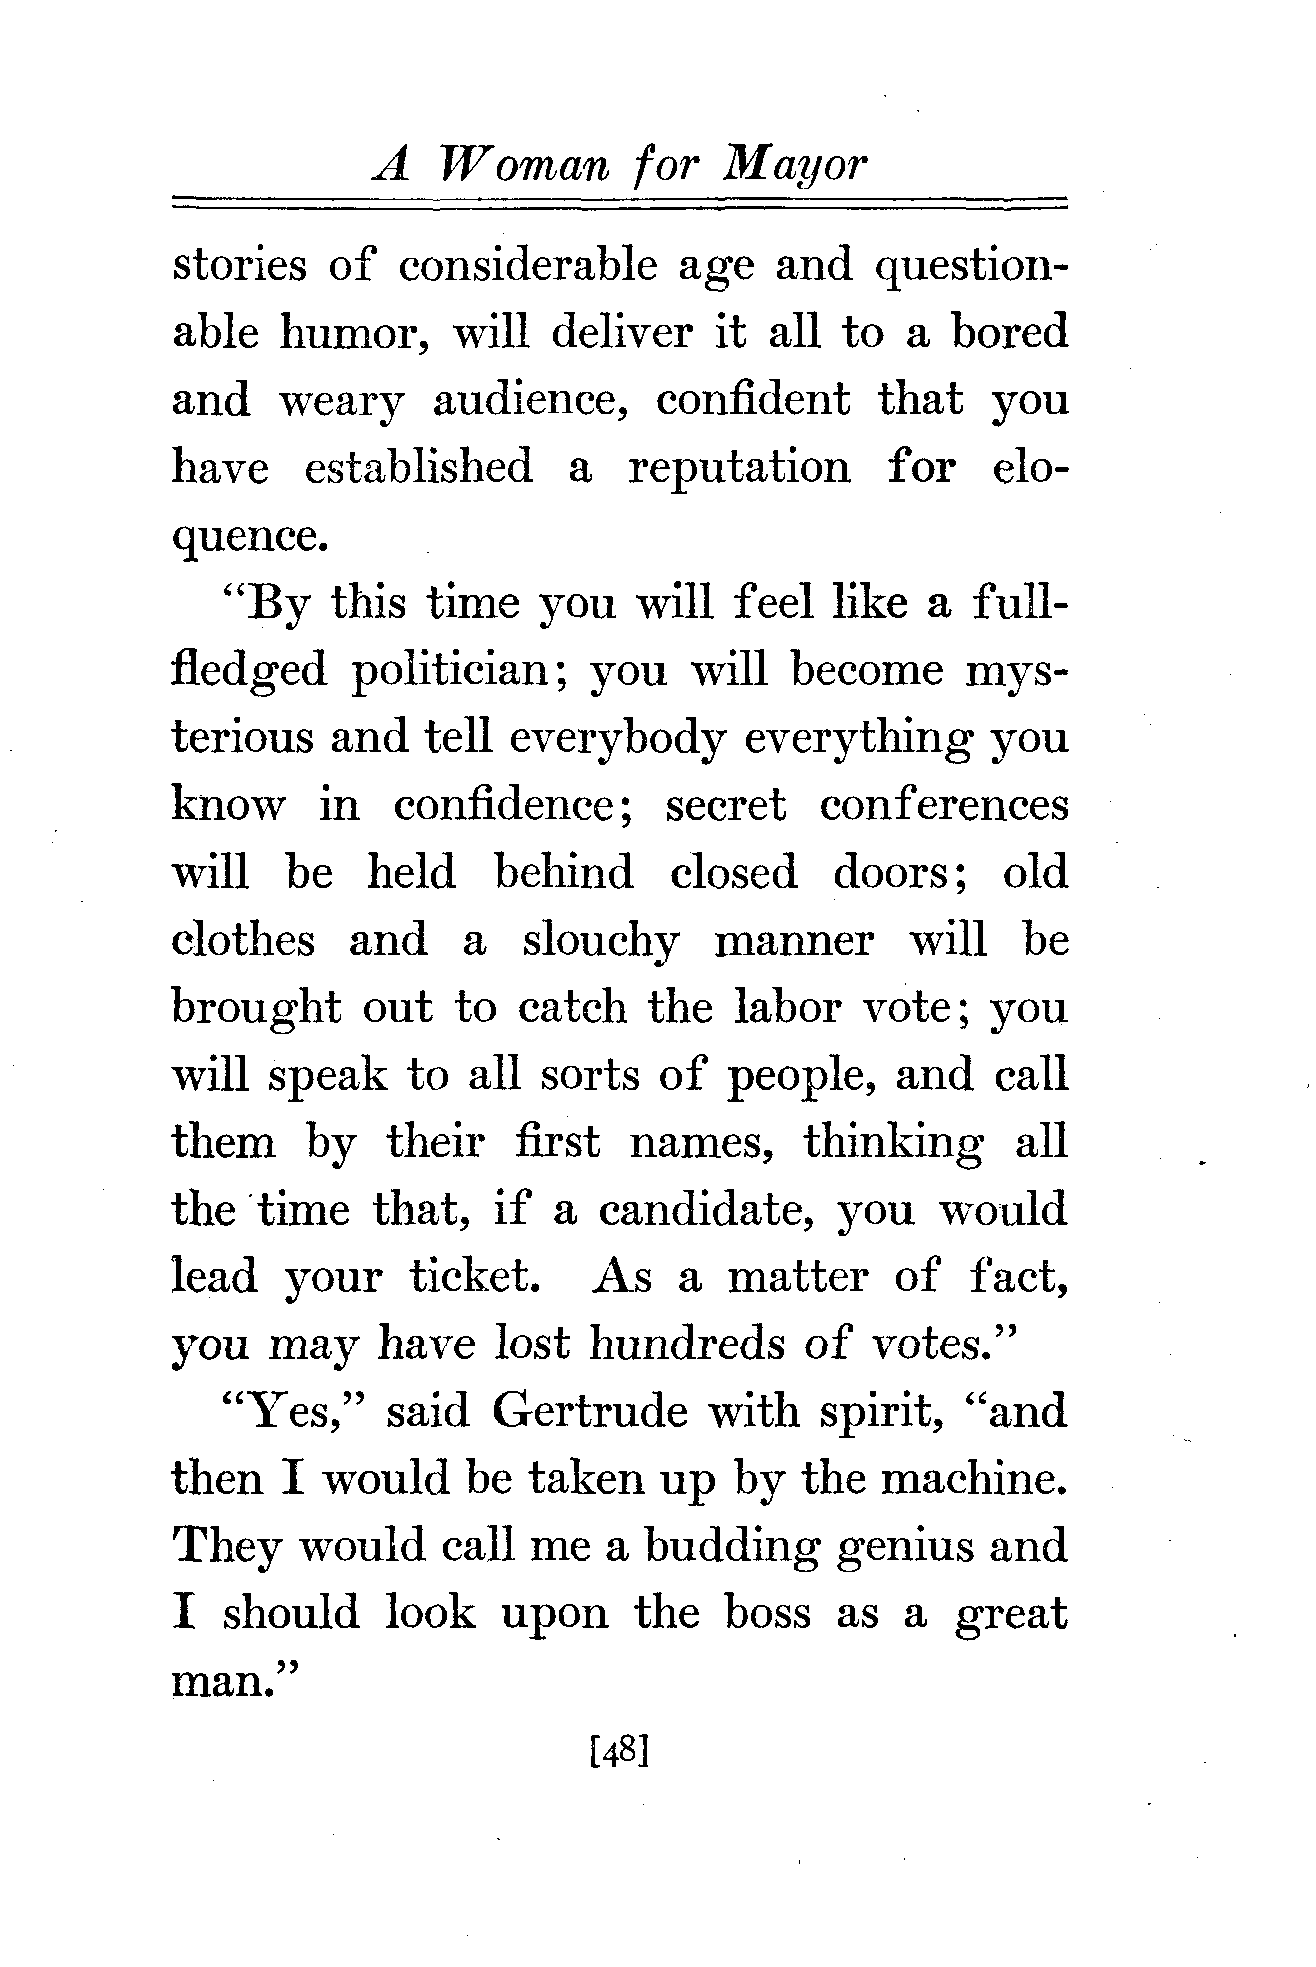 A Woman for Mayor
stories of considerable age and question-
able humor, will deliver it all to a bored
and weary audience, confident that you
have established a reputation for elo-
quence.
“By this time you will feel like a full-
fledged politician; you will become mys-
terious and tell everybody everything you
know in confidence; secret conferences
will be held behind closed doors; old
clothes and a slouchy manner will be
brought out to catch the labor vote; you
will speak to all sorts of people, and call
them by their first names, thinking all
the time that, if a candidate, you would
lead your ticket. As a matter of fact,
you may have lost hundreds of votes.”
“Yes,” said Gertrude with spirit, “and
then I would be taken up by the machine.
They would call me a budding genius and
I should look upon the boss as a great
man.”
[48]